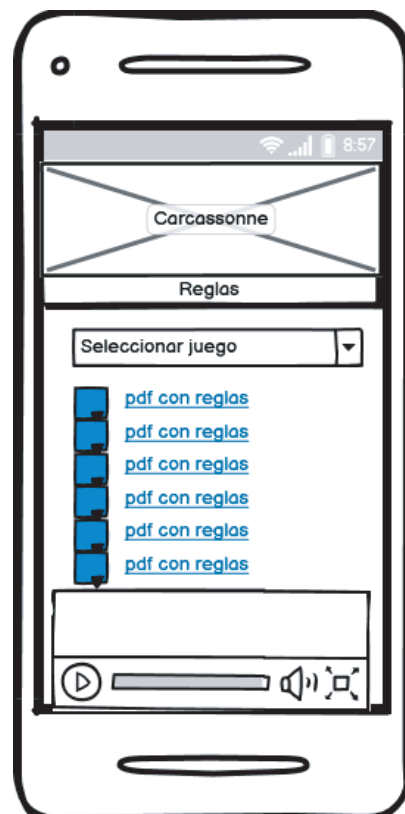 8:57
Carcassonne
Reglas
Seleccionar juego
pdf con reglas
pdf con reglas
pdf con reglas
pdf con reglas
pdf con reglas
pdf con reglas